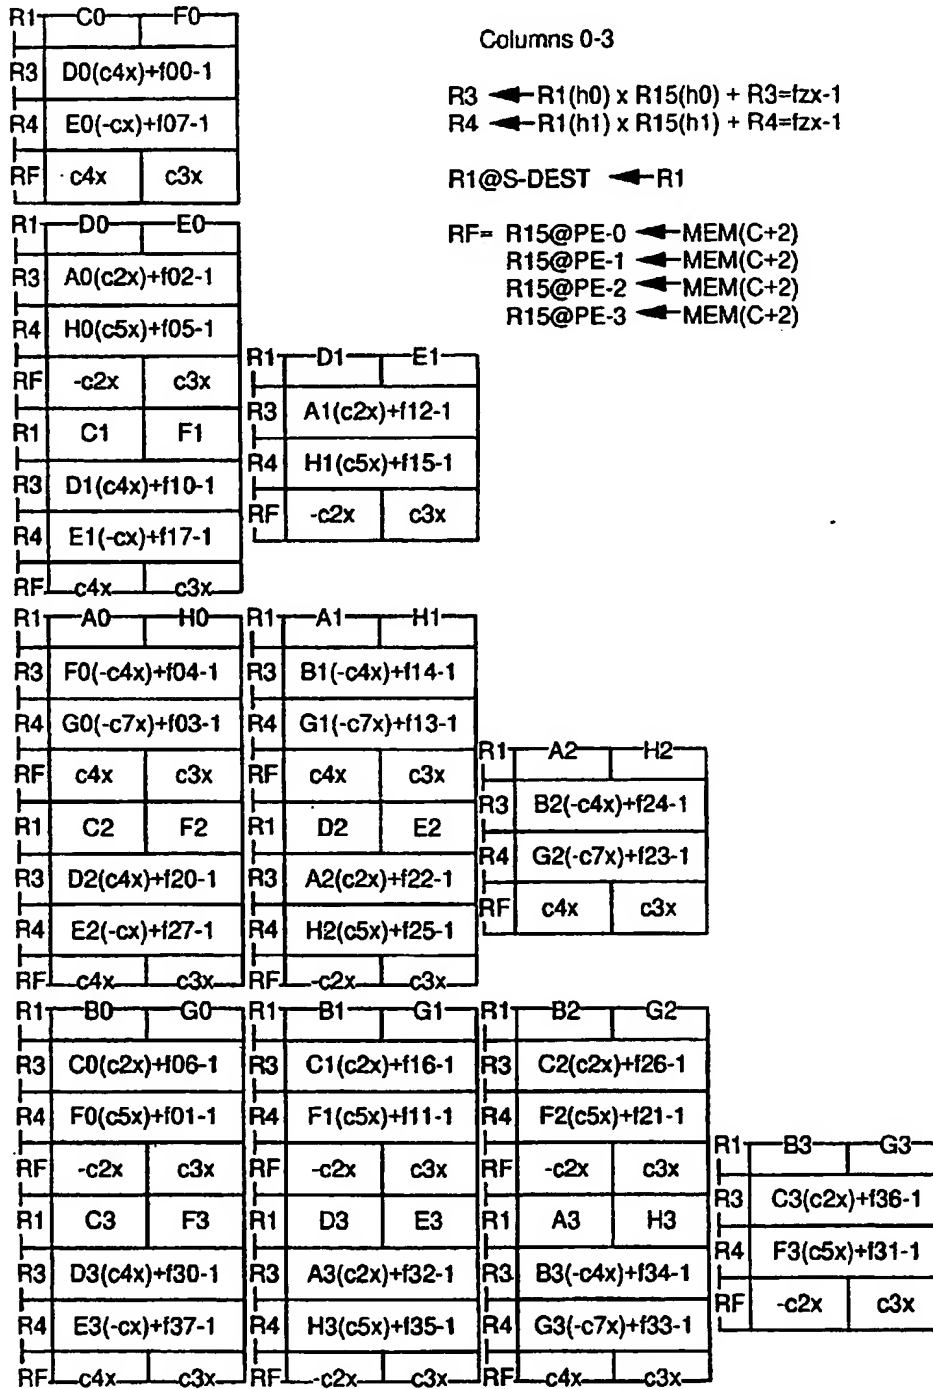 Columns 0-3
R3 ← R1(h0) x R15(h0) + R3=fzx-1
R4 ← R1(h1) x R15(h1) + R4=fzx-1
R1@S-DEST ← R1
RF= R15@PE-0 ← MEM(C+2)
R15@PE-1 ← MEM(C+2)
R15@PE-2 ← MEM(C+2)
R15@PE-3 ← MEM(C+2)
R1 C0 F0
R3 D0(c4x)+f00-1
R4 E0(-cx)+f07-1
RF c4x c3x
R1 D0 E0
R3 A0(c2x)+f02-1
R4 H0(c5x)+f05-1
RF -c2x c3x
R1 C1 F1
R3 D1(c4x)+f10-1
R4 E1(-cx)+f17-1
RF c4x c3x
R1 D1 E1
R3 A1(c2x)+f12-1
R4 H1(c5x)+f15-1
RF -c2x c3x
R1 A0 H0
R3 F0(-c4x)+f04-1
R4 G0(-c7x)+f03-1
RF c4x c3x
R1 C2 F2
R3 D2(c4x)+f20-1
R4 E2(-cx)+f27-1
RF c4x c3x
R1 A1 H1
R3 B1(-c4x)+f14-1
R4 G1(-c7x)+f13-1
RF c4x c3x
R1 D2 E2
R3 A2(c2x)+f22-1
R4 H2(c5x)+f25-1
RF -c2x c3x
R1 A2 H2
R3 B2(-c4x)+f24-1
R4 G2(-c7x)+f23-1
RF c4x c3x
R1 B0 G0
R3 C0(c2x)+f06-1
R4 F0(c5x)+f01-1
RF -c2x c3x
R1 C3 F3
R3 D3(c4x)+f30-1
R4 E3(-cx)+f37-1
RF c4x c3x
R1 B1 G1
R3 C1(c2x)+f16-1
R4 F1(c5x)+f11-1
RF -c2x c3x
R1 D3 E3
R3 A3(c2x)+f32-1
R4 H3(c5x)+f35-1
RF -c2x c3x
R1 B2 G2
R3 C2(c2x)+f26-1
R4 F2(c5x)+f21-1
RF -c2x c3x
R1 A3 H3
R3 B3(-c4x)+f34-1
R4 G3(-c7x)+f33-1
RF c4x c3x
R1 B3 G3
R3 C3(c2x)+f36-1
R4 F3(c5x)+f31-1
RF -c2x c3x